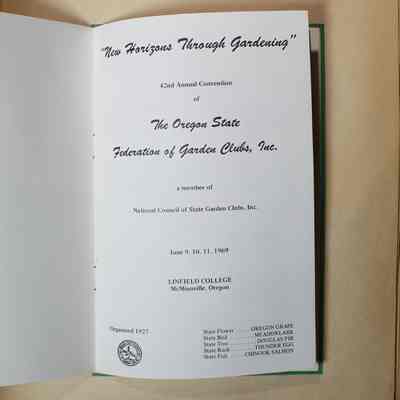 "New Horizons Through Gardening"
42nd Annual Convention
of
The Oregon State
Federation of Garden Clubs, Inc.
a member of
National Council of State Garden Clubs, Inc.
June 9, 10, 11, 1969
LINFIELD COLLEGE
McMinnville, Oregon
Organized 1927
State Flower ..... OREGON GRAPE
State Bird ..... MEADOWLARK
State Tree ..... DOUGLAS FIR
State Rock ..... THUNDER EGG
State Fish ..... CHINOOK SALMON